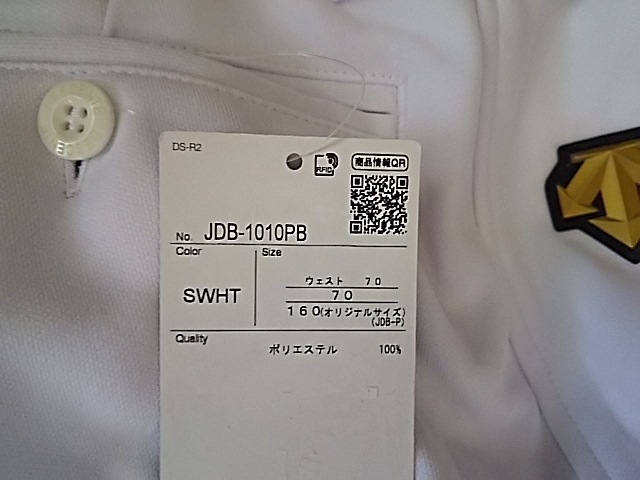 DS-R2
RFID
商品情報QR
No. JDB-1010PB
Color
Size
SWHT
ウェスト 70
70
160(オリジナルサイズ)
(JDB-P)
Quality
ポリエステル 100%